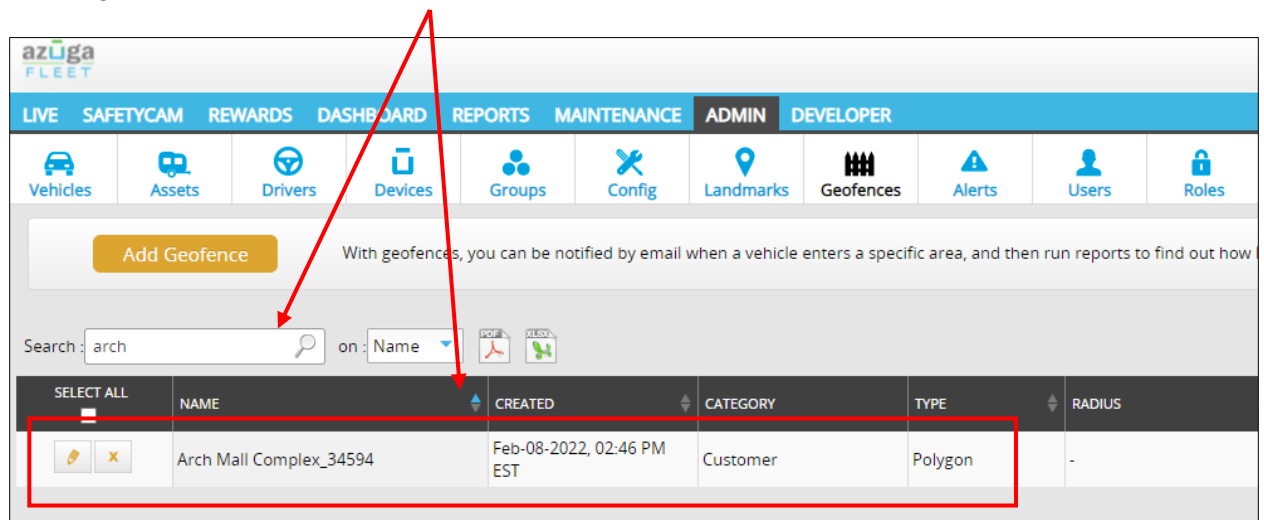 azūga
FLEET
LIVE SAFETYCAM REWARDS DASHBOARD REPORTS MAINTENANCE ADMIN DEVELOPER
Vehicles Assets Drivers Devices Groups Config Landmarks Geofences Alerts Users Roles
Add Geofence With geofences, you can be notified by email when a vehicle enters a specific area, and then run reports to find out how
Search : arch on : Name PDF XLSX
SELECT ALL NAME CREATED CATEGORY TYPE RADIUS
Arch Mall Complex_34594 Feb-08-2022, 02:46 PM Customer Polygon -
EST